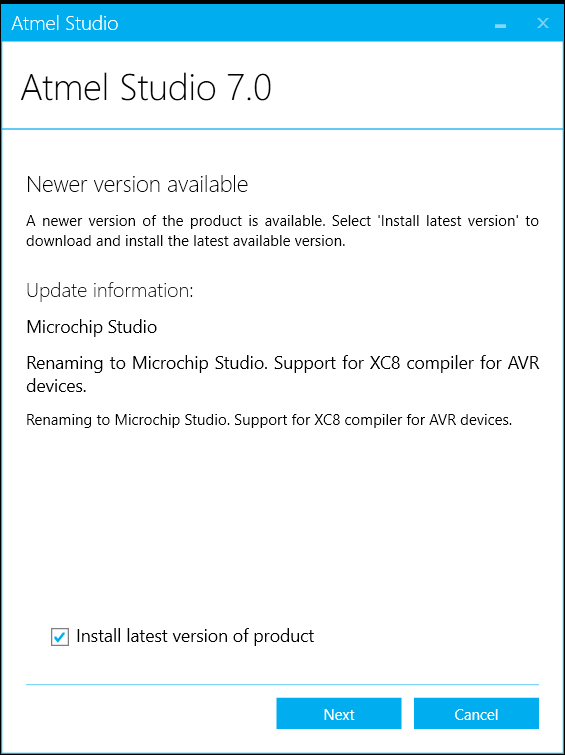 Atmel Studio
Atmel Studio 7.0
Newer version available
A newer version of the product is available. Select 'Install latest version' to
download and install the latest available version.
Update information:
Microchip Studio
Renaming to Microchip Studio. Support for XC8 compiler for AVR
devices.
Renaming to Microchip Studio. Support for XC8 compiler for AVR devices.
Install latest version of product
Next
Cancel